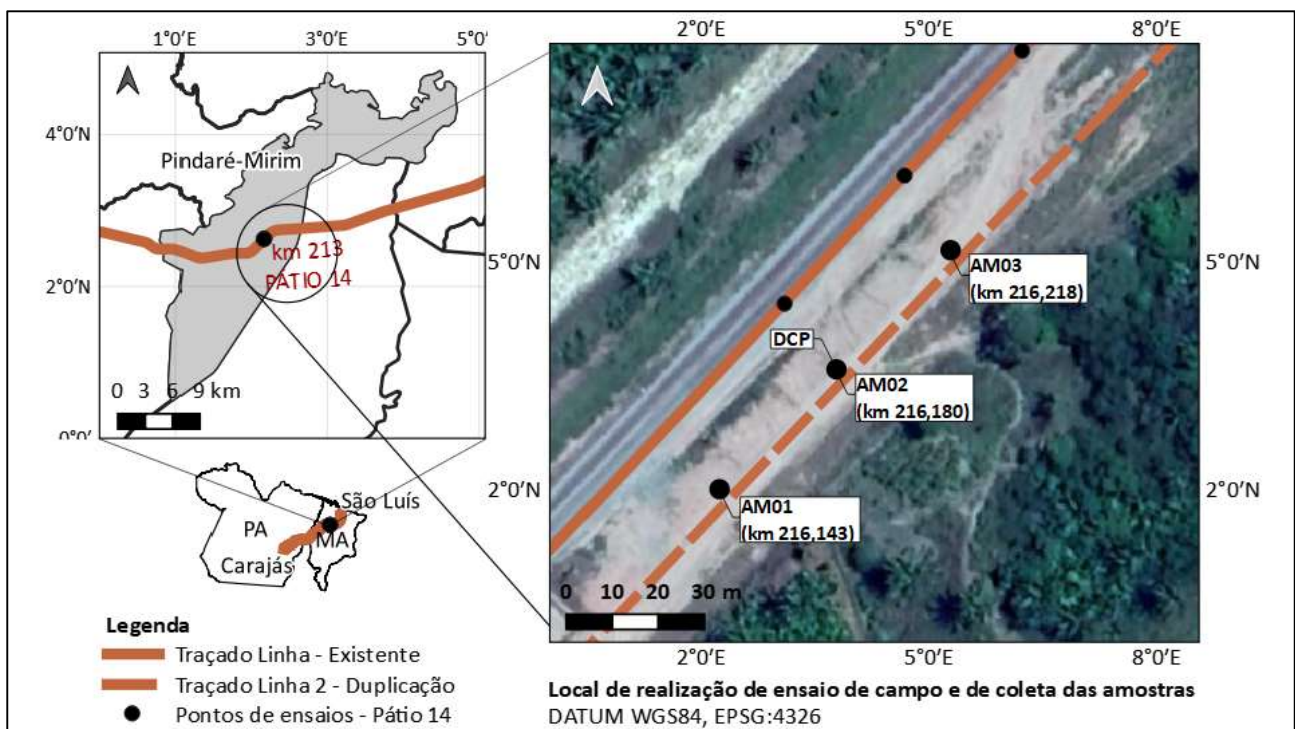 1°0′E 3°0′E 5°0′
4°0′N
2°0′N
0°0′
Pindaré-Mirim
km 213
PÁTIO 14
0 3 6 9 km
São Luís
PA
MA
Carajás
Legenda
Traçado Linha - Existente
Traçado Linha 2 - Duplicação
Pontos de ensaios - Pátio 14
2°0′E 5°0′E 8°0′E
5°0′N 5°0′N
2°0′N 2°0′N
AM03
(km 216,218)
DCP
AM02
(km 216,180)
AM01
(km 216,143)
0 10 20 30 m
2°0′E 5°0′E 8°0′E
Local de realização de ensaio de campo e de coleta das amostras
DATUM WGS84, EPSG:4326